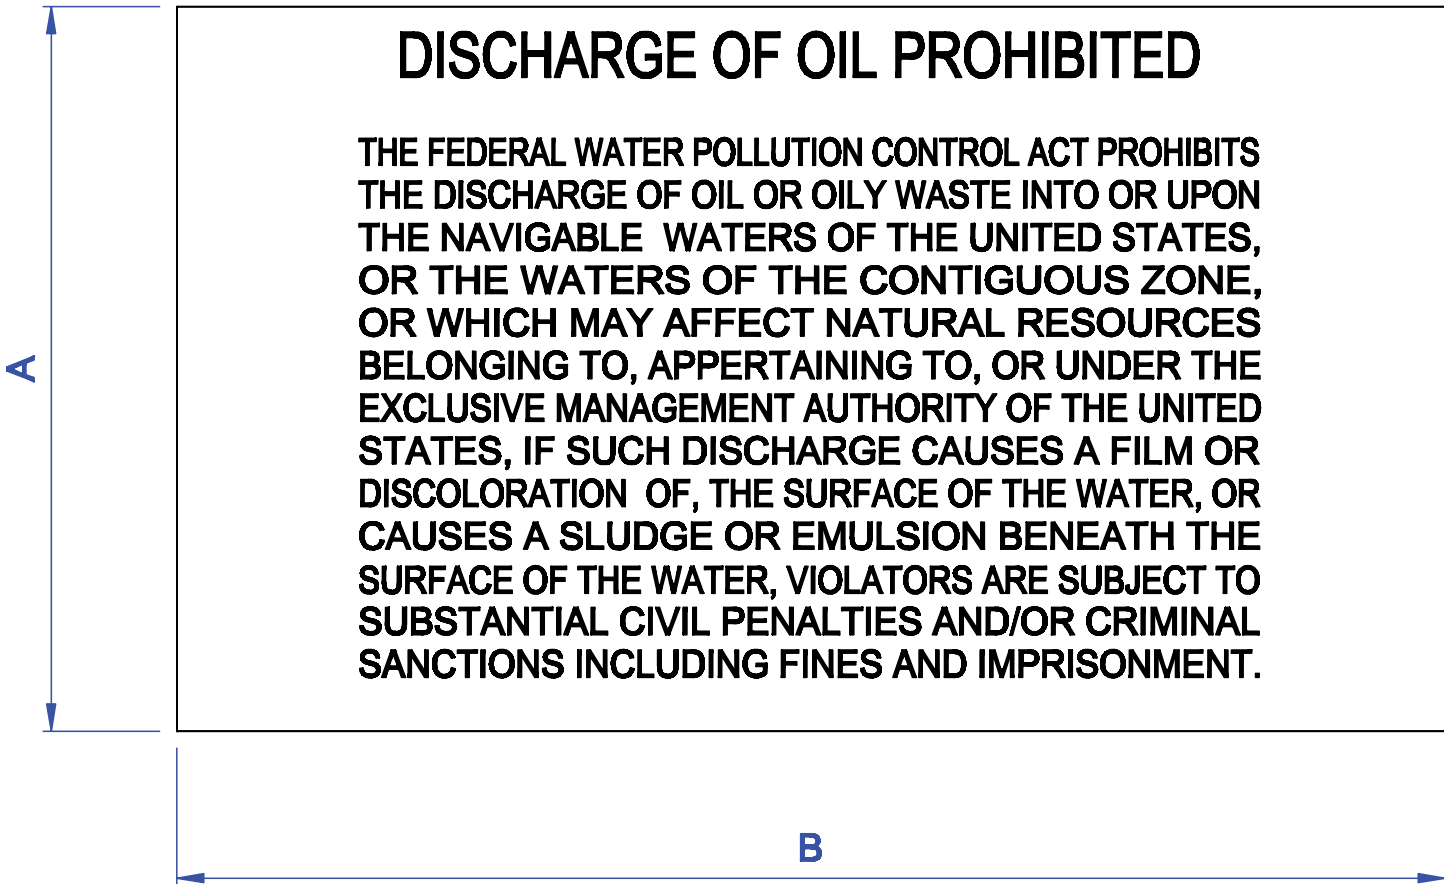 DISCHARGE OF OIL PROHIBITED
THE FEDERAL WATER POLLUTION CONTROL ACT PROHIBITS
THE DISCHARGE OF OIL OR OILY WASTE INTO OR UPON
THE NAVIGABLE WATERS OF THE UNITED STATES,
OR THE WATERS OF THE CONTIGUOUS ZONE,
OR WHICH MAY AFFECT NATURAL RESOURCES
BELONGING TO, APPERTAINING TO, OR UNDER THE
EXCLUSIVE MANAGEMENT AUTHORITY OF THE UNITED
STATES, IF SUCH DISCHARGE CAUSES A FILM OR
DISCOLORATION OF, THE SURFACE OF THE WATER, OR
CAUSES A SLUDGE OR EMULSION BENEATH THE
SURFACE OF THE WATER, VIOLATORS ARE SUBJECT TO
SUBSTANTIAL CIVIL PENALTIES AND/OR CRIMINAL
SANCTIONS INCLUDING FINES AND IMPRISONMENT.
A
B